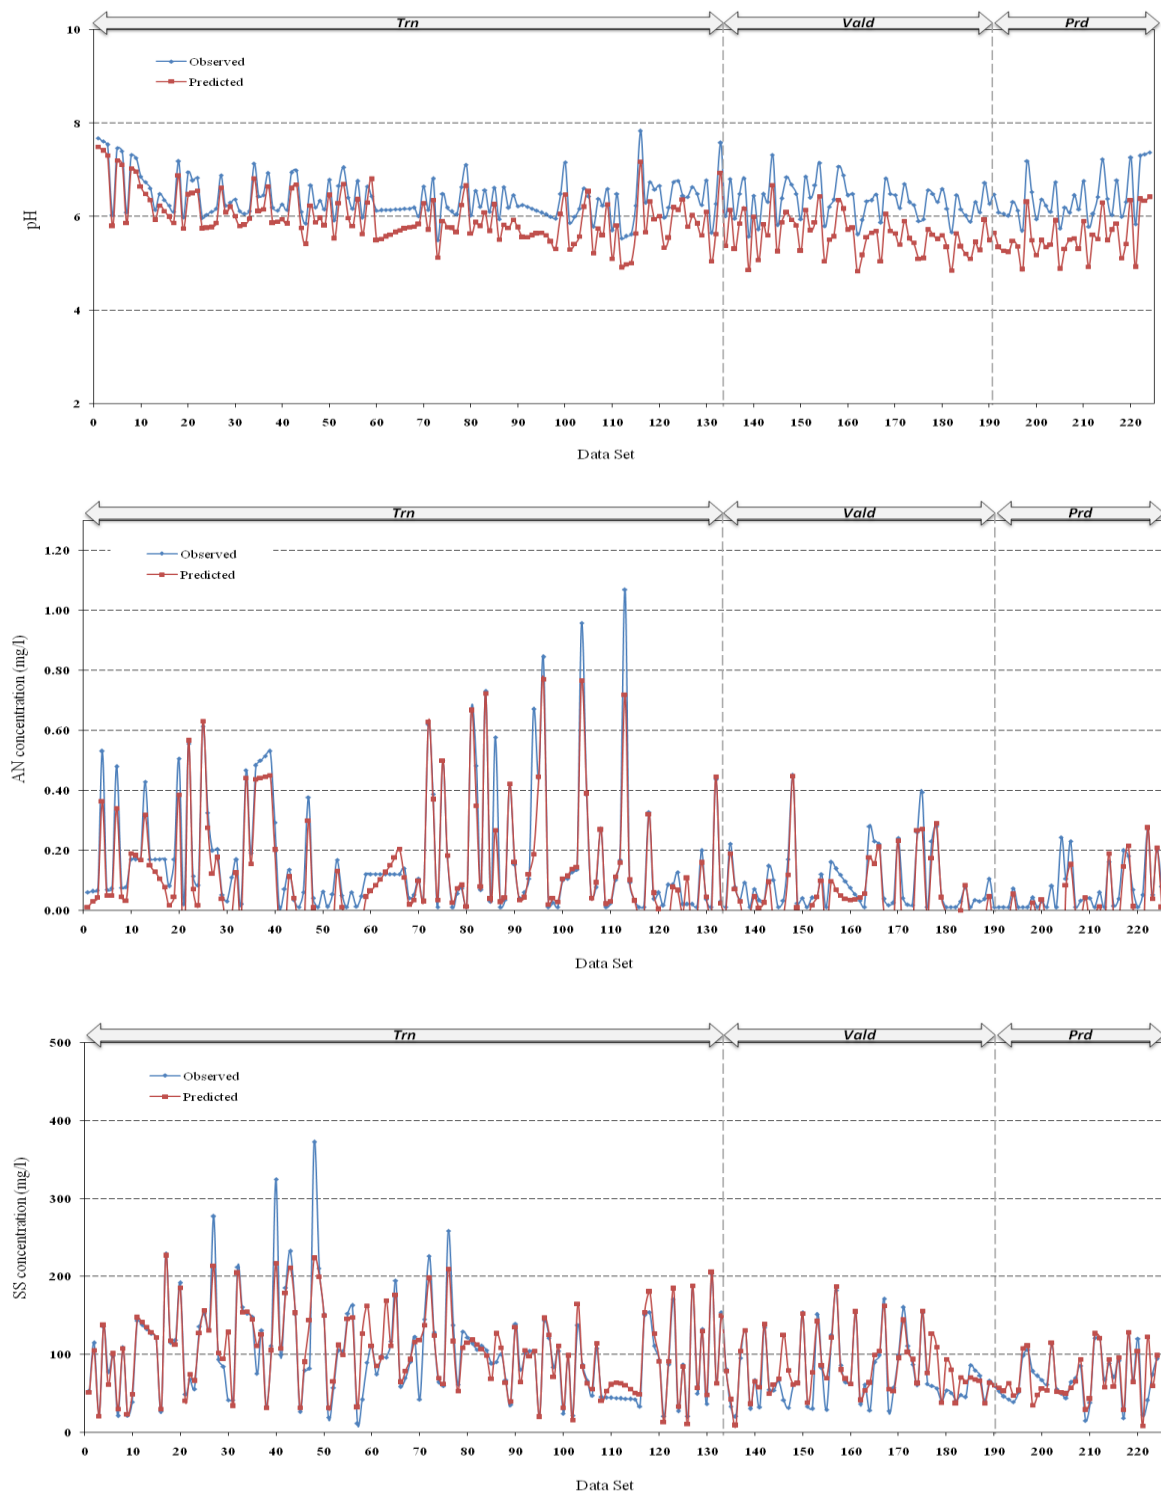 Trn Vald Prd
10
Observed
Predicted
8
6
4
2
pH
0 10 20 30 40 50 60 70 80 90 100 110 120 130 140 150 160 170 180 190 200 210 220
Data Set
Trn Vald Prd
1.20
Observed
Predicted
1.00
0.80
0.60
0.40
0.20
0.00
AN concentration (mg/l)
0 10 20 30 40 50 60 70 80 90 100 110 120 130 140 150 160 170 180 190 200 210 220
Data Set
Trn Vald Prd
500
Observed
Predicted
400
300
200
100
0
SS concentration (mg/l)
0 10 20 30 40 50 60 70 80 90 100 110 120 130 140 150 160 170 180 190 200 210 220
Data Set